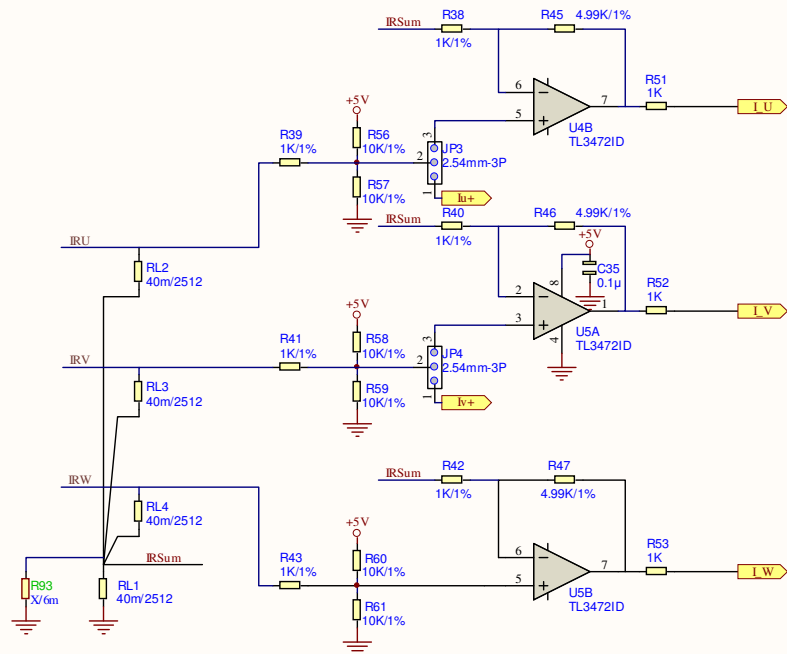 IRSum
R38
1K/1%
R45 4.99K/1%
6
5
7
U4B
TL3472ID
R51
1K
I_U
+5V
R39
1K/1%
R56
10K/1%
R57
10K/1%
3
2
1
JP3
2.54mm-3P
Iu+
IRSum
R40
1K/1%
R46 4.99K/1%
+5V
C35
0.1µ
IRU
RL2
40m/2512
2
3
8
4
1
U5A
TL3472ID
R52
1K
I_V
+5V
R41
1K/1%
R58
10K/1%
R59
10K/1%
3
2
1
JP4
2.54mm-3P
Iv+
IRV
RL3
40m/2512
IRSum
R42
1K/1%
R47
4.99K/1%
IRW
RL4
40m/2512
+5V
R43
1K/1%
R60
10K/1%
R61
10K/1%
6
5
7
U5B
TL3472ID
R53
1K
I_W
IRSum
R93
X/6m
RL1
40m/2512